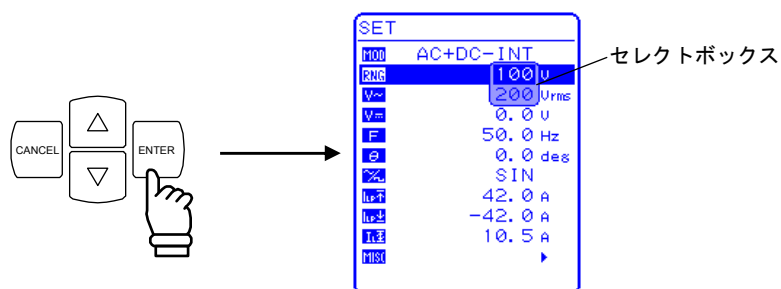 SET
MOD AC+DC-INT
RNG 100 V
V~ 200 Vrms
V⎓ 0.0 V
F 50.0 Hz
θ 0.0 deg
SIN
42.0 A
-42.0 A
10.5 A
MISC
セレクトボックス
CANCEL
ENTER